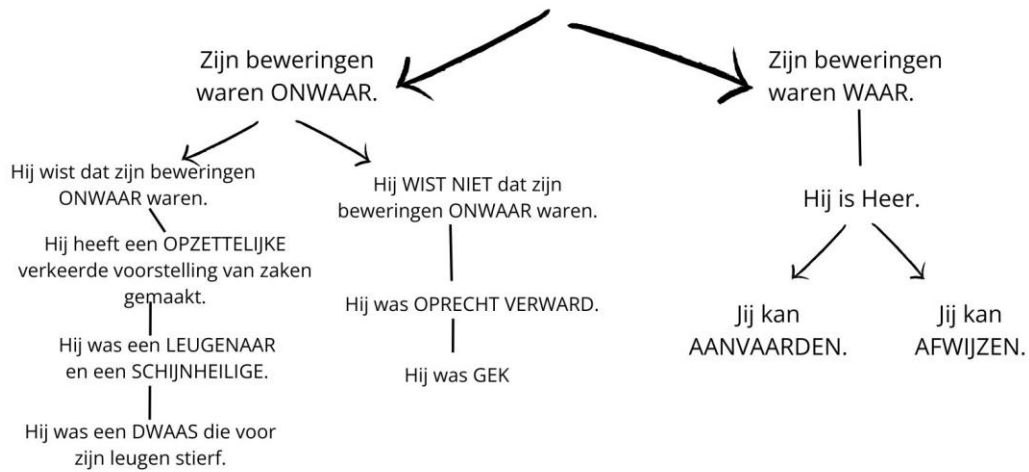 Zijn beweringen
waren ONWAAR.
Zijn beweringen
waren WAAR.
Hij wist dat zijn beweringen
ONWAAR waren.
Hij WIST NIET dat zijn
beweringen ONWAAR waren.
Hij is Heer.
Hij heeft een OPZETTELIJKE
verkeerde voorstelling van zaken
gemaakt.
Hij was OPRECHT VERWARD.
Jij kan
AANVAARDEN.
Jij kan
AFWIJZEN.
Hij was een LEUGENAAR
en een SCHIJNHEILIGE.
Hij was GEK
Hij was een DWAAS die voor
zijn leugen stierf.